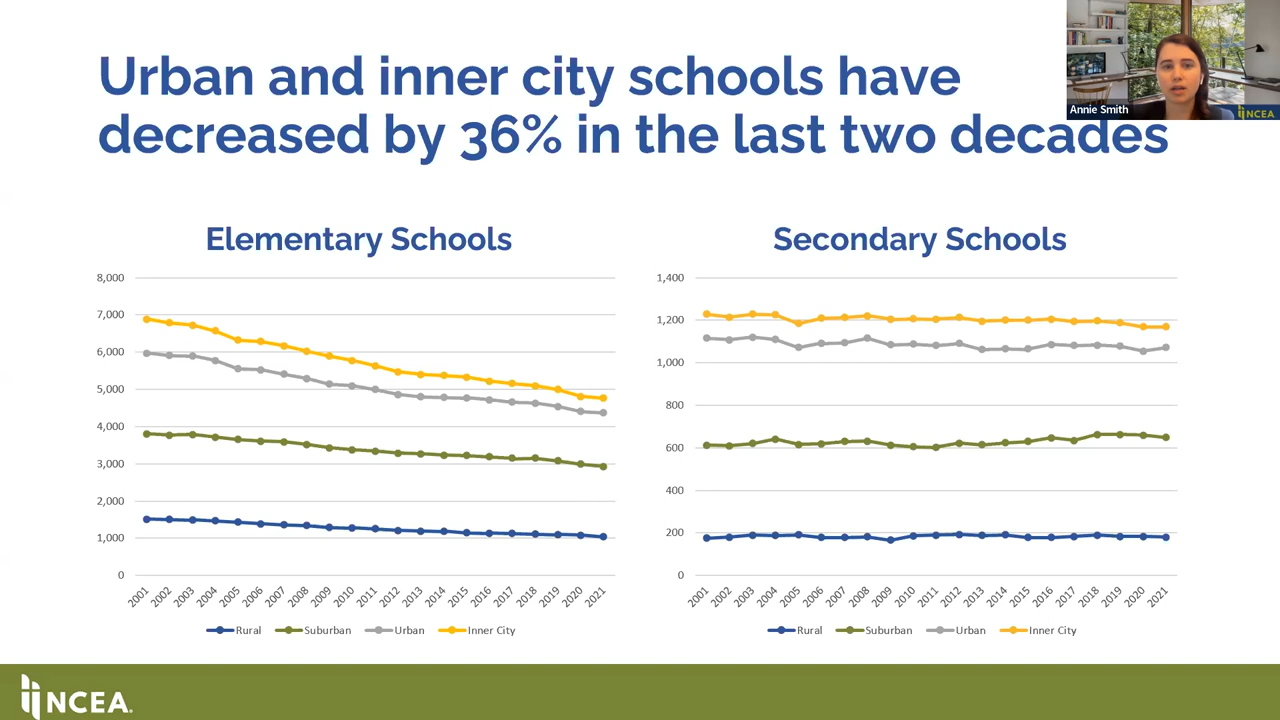 Urban and inner city schools have
decreased by 36% in the last two decades
Annie Smith
NCEA
Elementary Schools
8,000
7,000
6,000
5,000
4,000
3,000
2,000
1,000
0
2001 2002 2003 2004 2005 2006 2007 2008 2009 2010 2011 2012 2013 2014 2015 2016 2017 2018 2019 2020 2021
Rural Suburban Urban Inner City
Secondary Schools
1,400
1,200
1,000
800
600
400
200
0
2001 2002 2003 2004 2005 2006 2007 2008 2009 2010 2011 2012 2013 2014 2015 2016 2017 2018 2019 2020 2021
Rural Suburban Urban Inner City
NCEA.